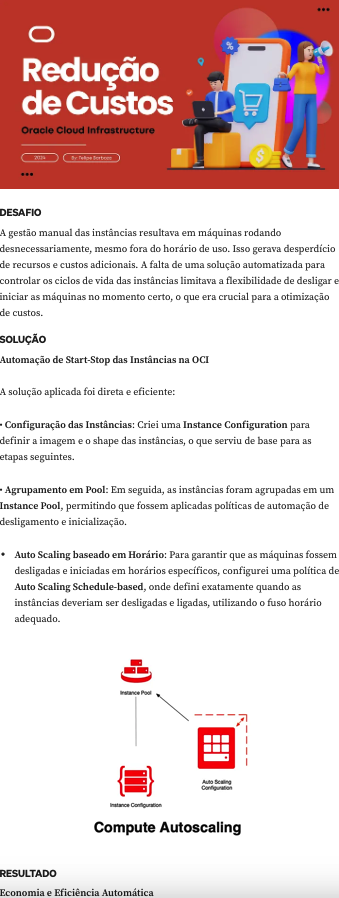 Redução
de Custos
Oracle Cloud Infrastructure
2024
By: Felipe Barbosa
DESAFIO
A gestão manual das instâncias resultava em máquinas rodando
desnecessariamente, mesmo fora do horário de uso. Isso gerava desperdício
de recursos e custos adicionais. A falta de uma solução automatizada para
controlar os ciclos de vida das instâncias limitava a flexibilidade de desligar e
iniciar as máquinas no momento certo, o que era crucial para a otimização
de custos.
SOLUÇÃO
Automação de Start-Stop das Instâncias na OCI
A solução aplicada foi direta e eficiente:
• Configuração das Instâncias: Criei uma Instance Configuration para
definir a imagem e o shape das instâncias, o que serviu de base para as
etapas seguintes.
• Agrupamento em Pool: Em seguida, as instâncias foram agrupadas em um
Instance Pool, permitindo que fossem aplicadas políticas de automação de
desligamento e inicialização.
• Auto Scaling baseado em Horário: Para garantir que as máquinas fossem
desligadas e iniciadas em horários específicos, configurei uma política de
Auto Scaling Schedule-based, onde defini exatamente quando as
instâncias deveriam ser desligadas e ligadas, utilizando o fuso horário
adequado.
Instance Pool
Auto Scaling
Configuration
Instance Configuration
Compute Autoscaling
RESULTADO
Economia e Eficiência Automática